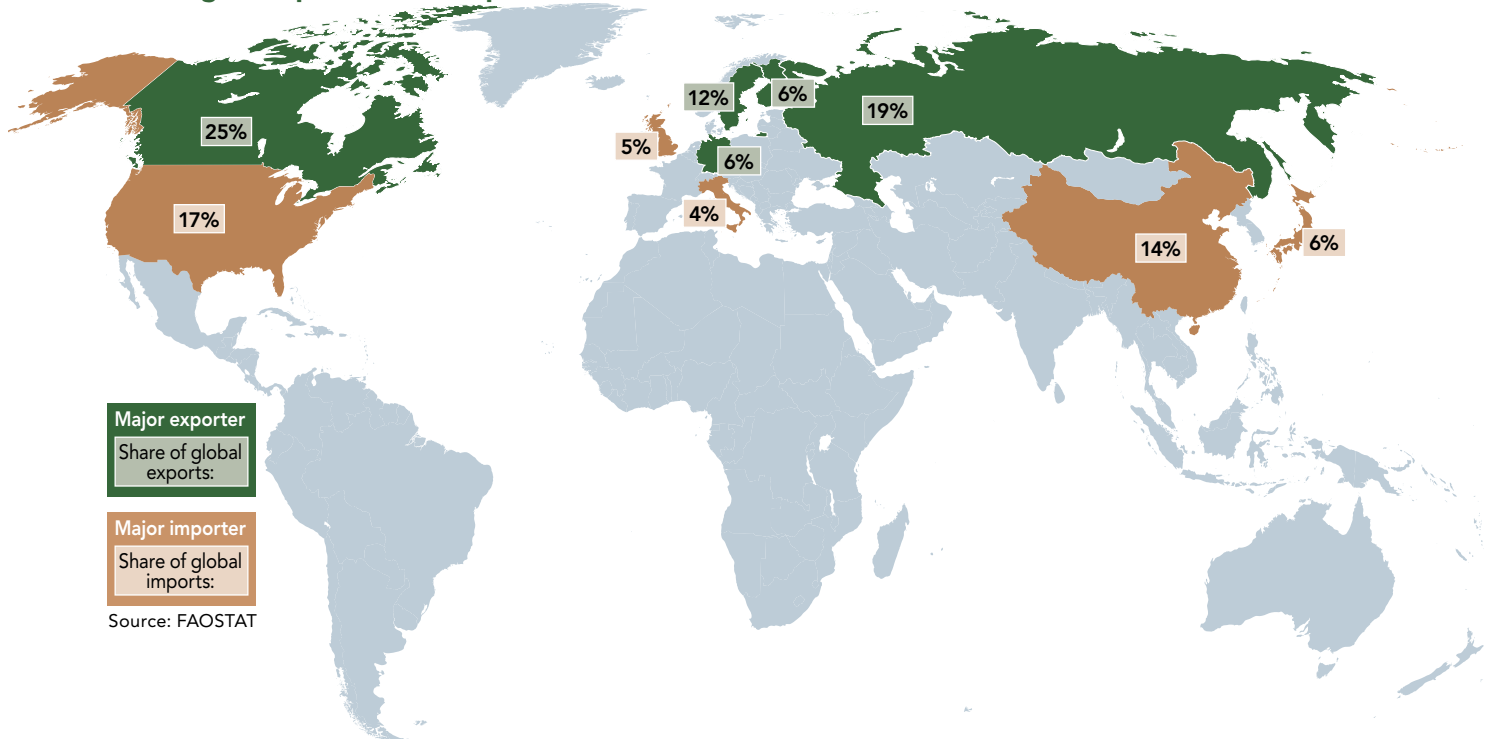 25%
17%
12%
6%
19%
5%
6%
4%
14%
6%
Major exporter
Share of global
exports:
Major importer
Share of global
imports:
Source: FAOSTAT